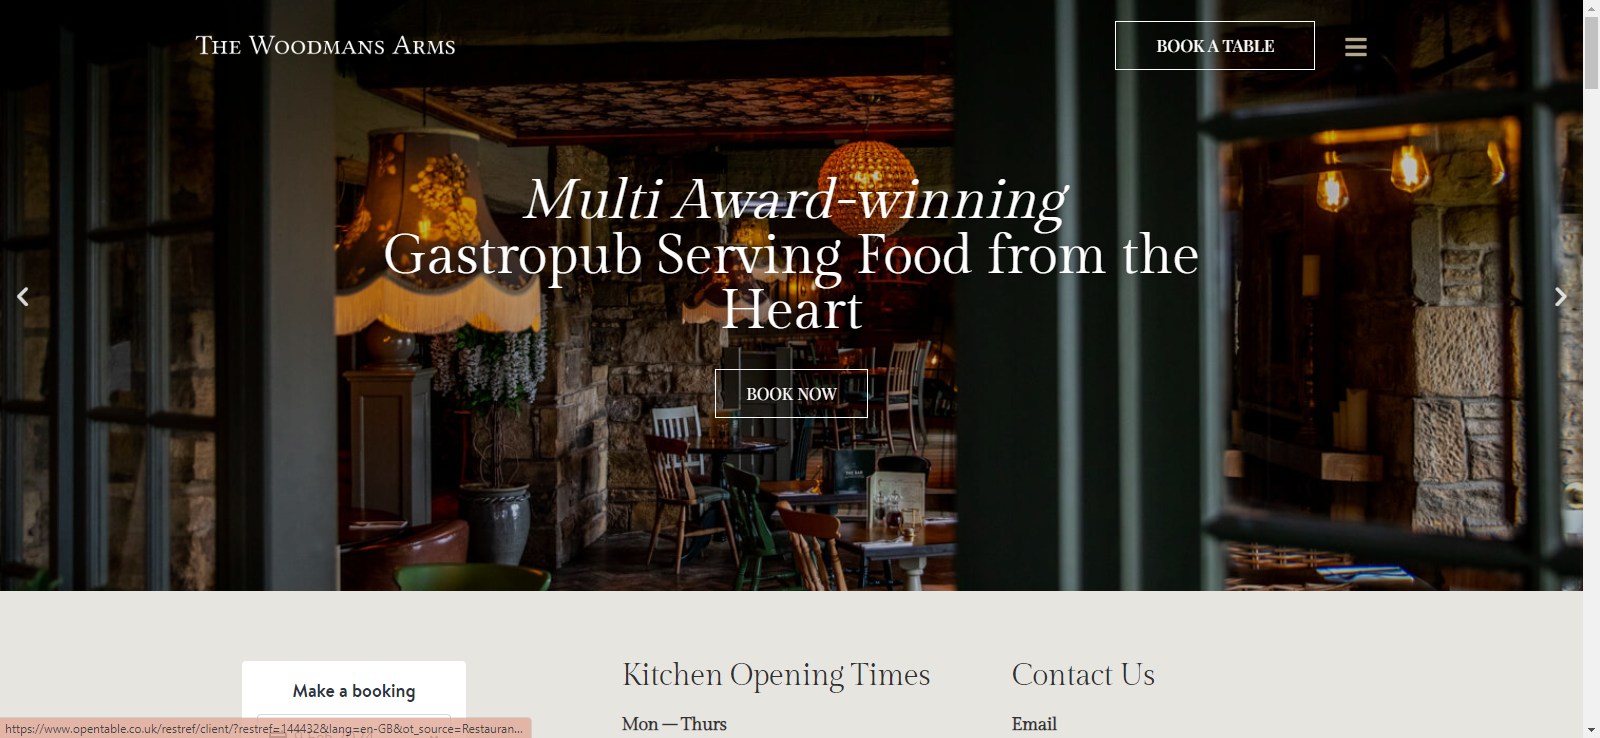 The Woodmans Arms
BOOK A TABLE
Multi Award-winning
Gastropub Serving Food from the
Heart
BOOK NOW
Make a booking
Kitchen Opening Times
Contact Us
Mon — Thurs
Email
https://www.opentable.co.uk/restref/client/?restref=144432&lang=en-GB&ot_source=Restauran...